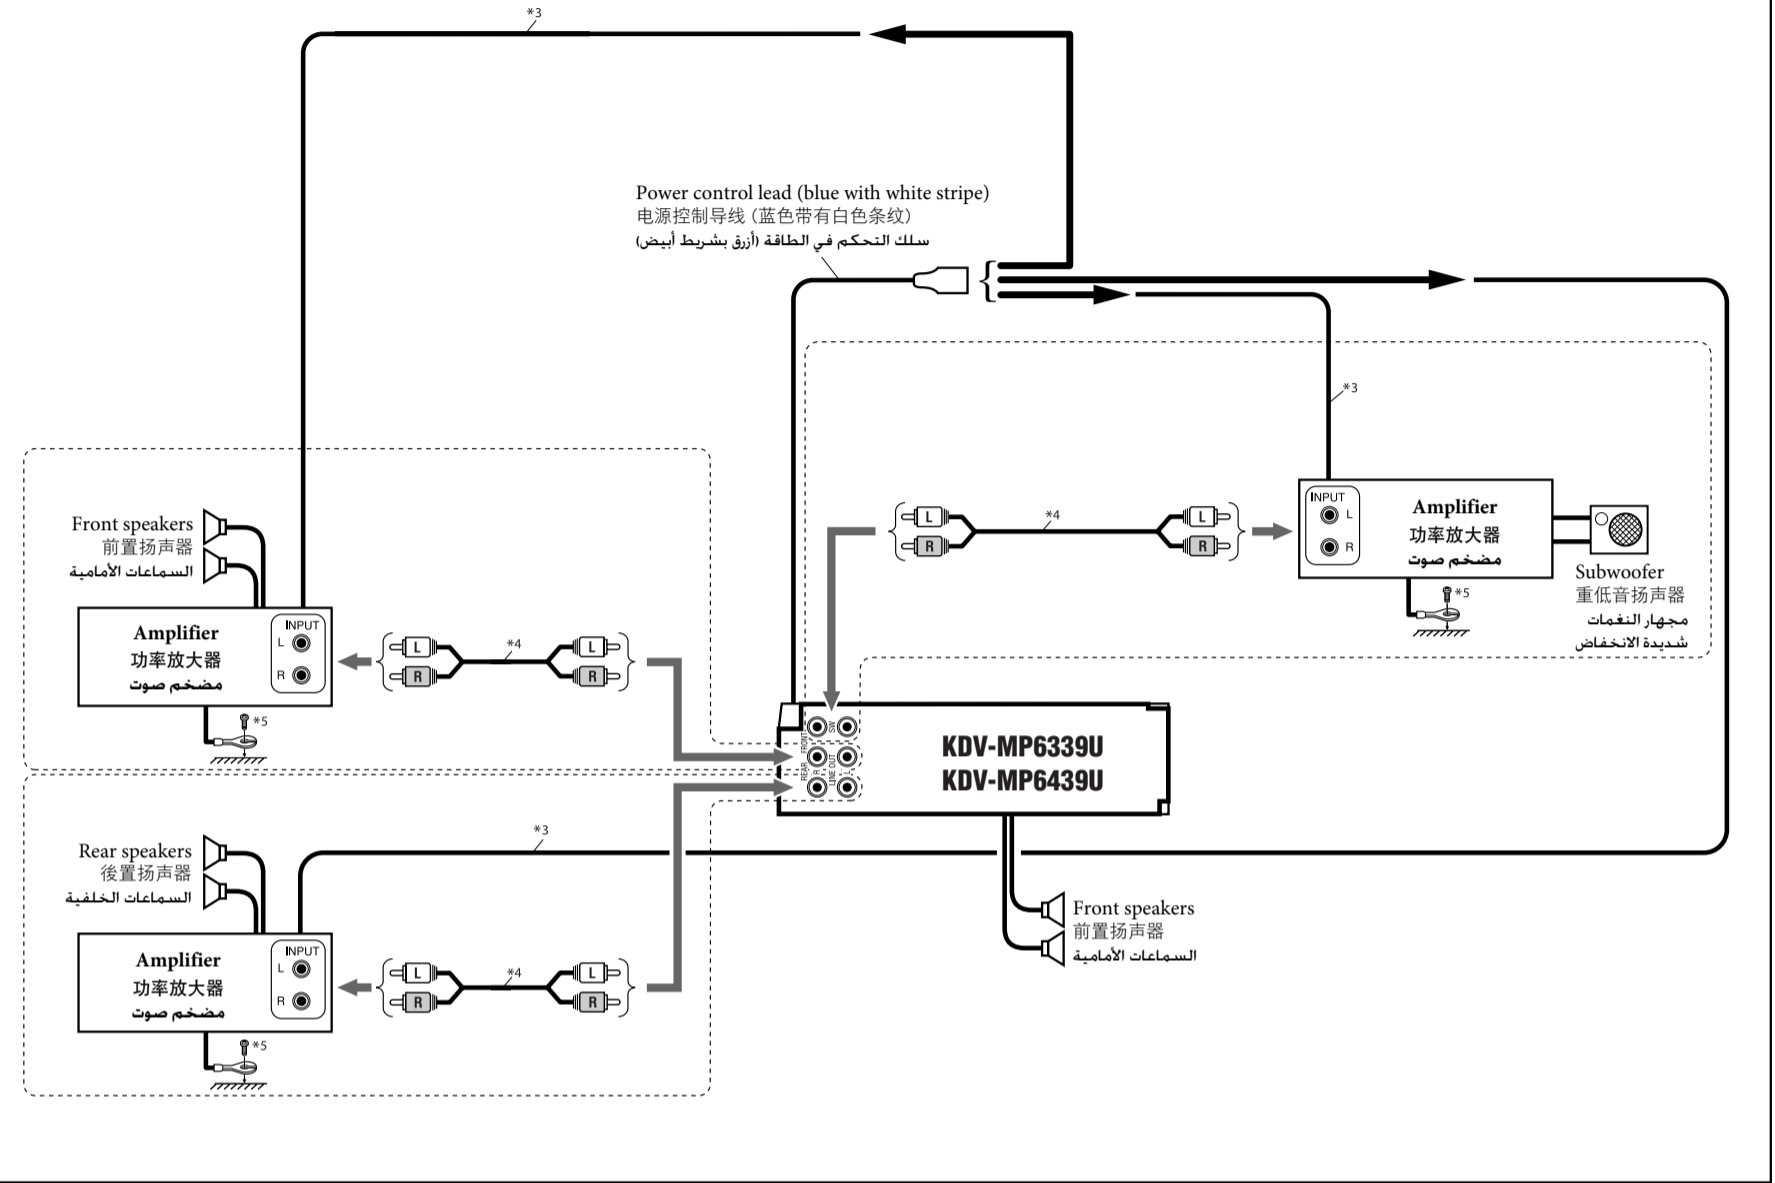 *3
Power control lead (blue with white stripe)
电源控制导线（蓝色带有白色条纹）
سلك التحكم في الطاقة (أزرق بشريط أبيض)
*3
Front speakers
前置扬声器
السماعات الأمامية
Amplifier
功率放大器
مضخم صوت
INPUT
L
R
L
R
*4
L
R
*5
L
R
*4
L
R
INPUT
L
R
Amplifier
功率放大器
مضخم صوت
*5
Subwoofer
重低音扬声器
مجهار النغمات
شديدة الانخفاض
SW
FRONT
REAR
LINE OUT
R
L
KDV-MP6339U
KDV-MP6439U
*3
Rear speakers
後置扬声器
السماعات الخلفية
Amplifier
功率放大器
مضخم صوت
INPUT
L
R
L
R
*4
L
R
*5
Front speakers
前置扬声器
السماعات الأمامية